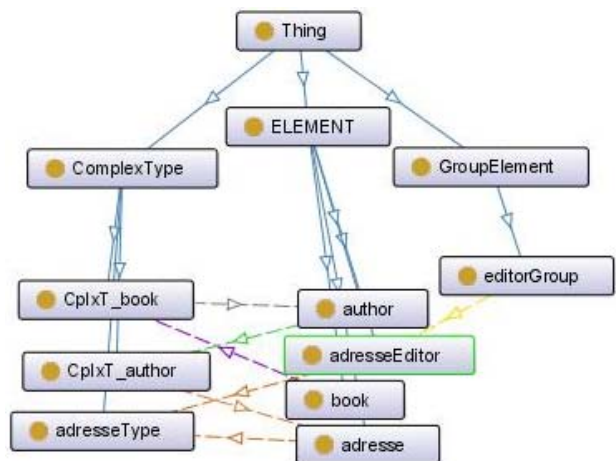 Thing
ELEMENT
ComplexType
GroupElement
editorGroup
CplxT_book
author
adresseEditor
CplxT_author
book
adresseType
adresse